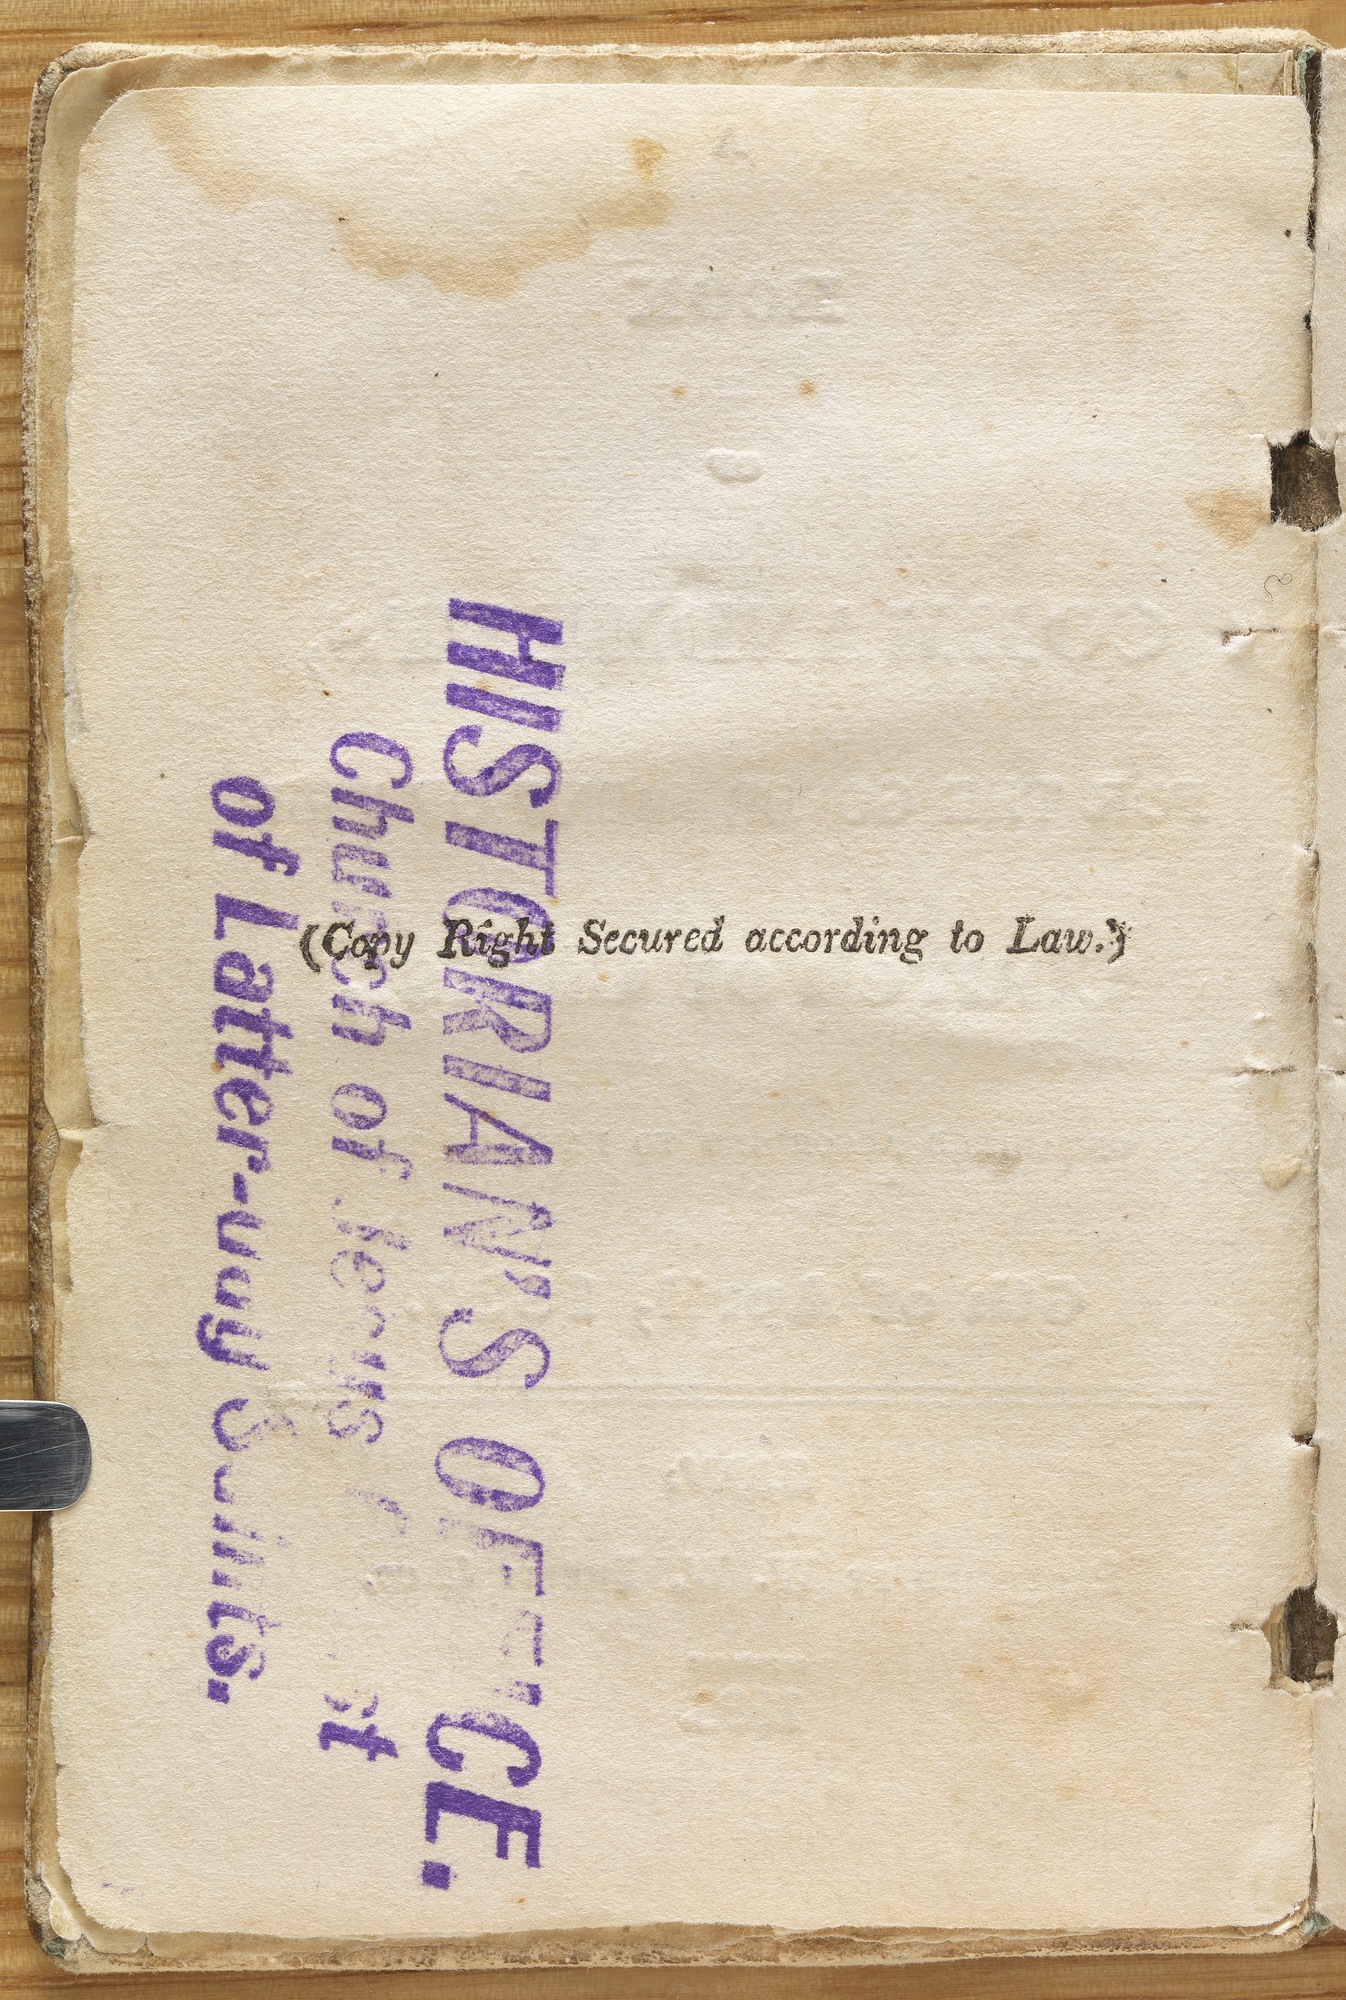 (Copy Right Secured according to Law.)
HISTORIAN'S OFFICE.
Church of Jesus Christ
of Latter-day Saints.